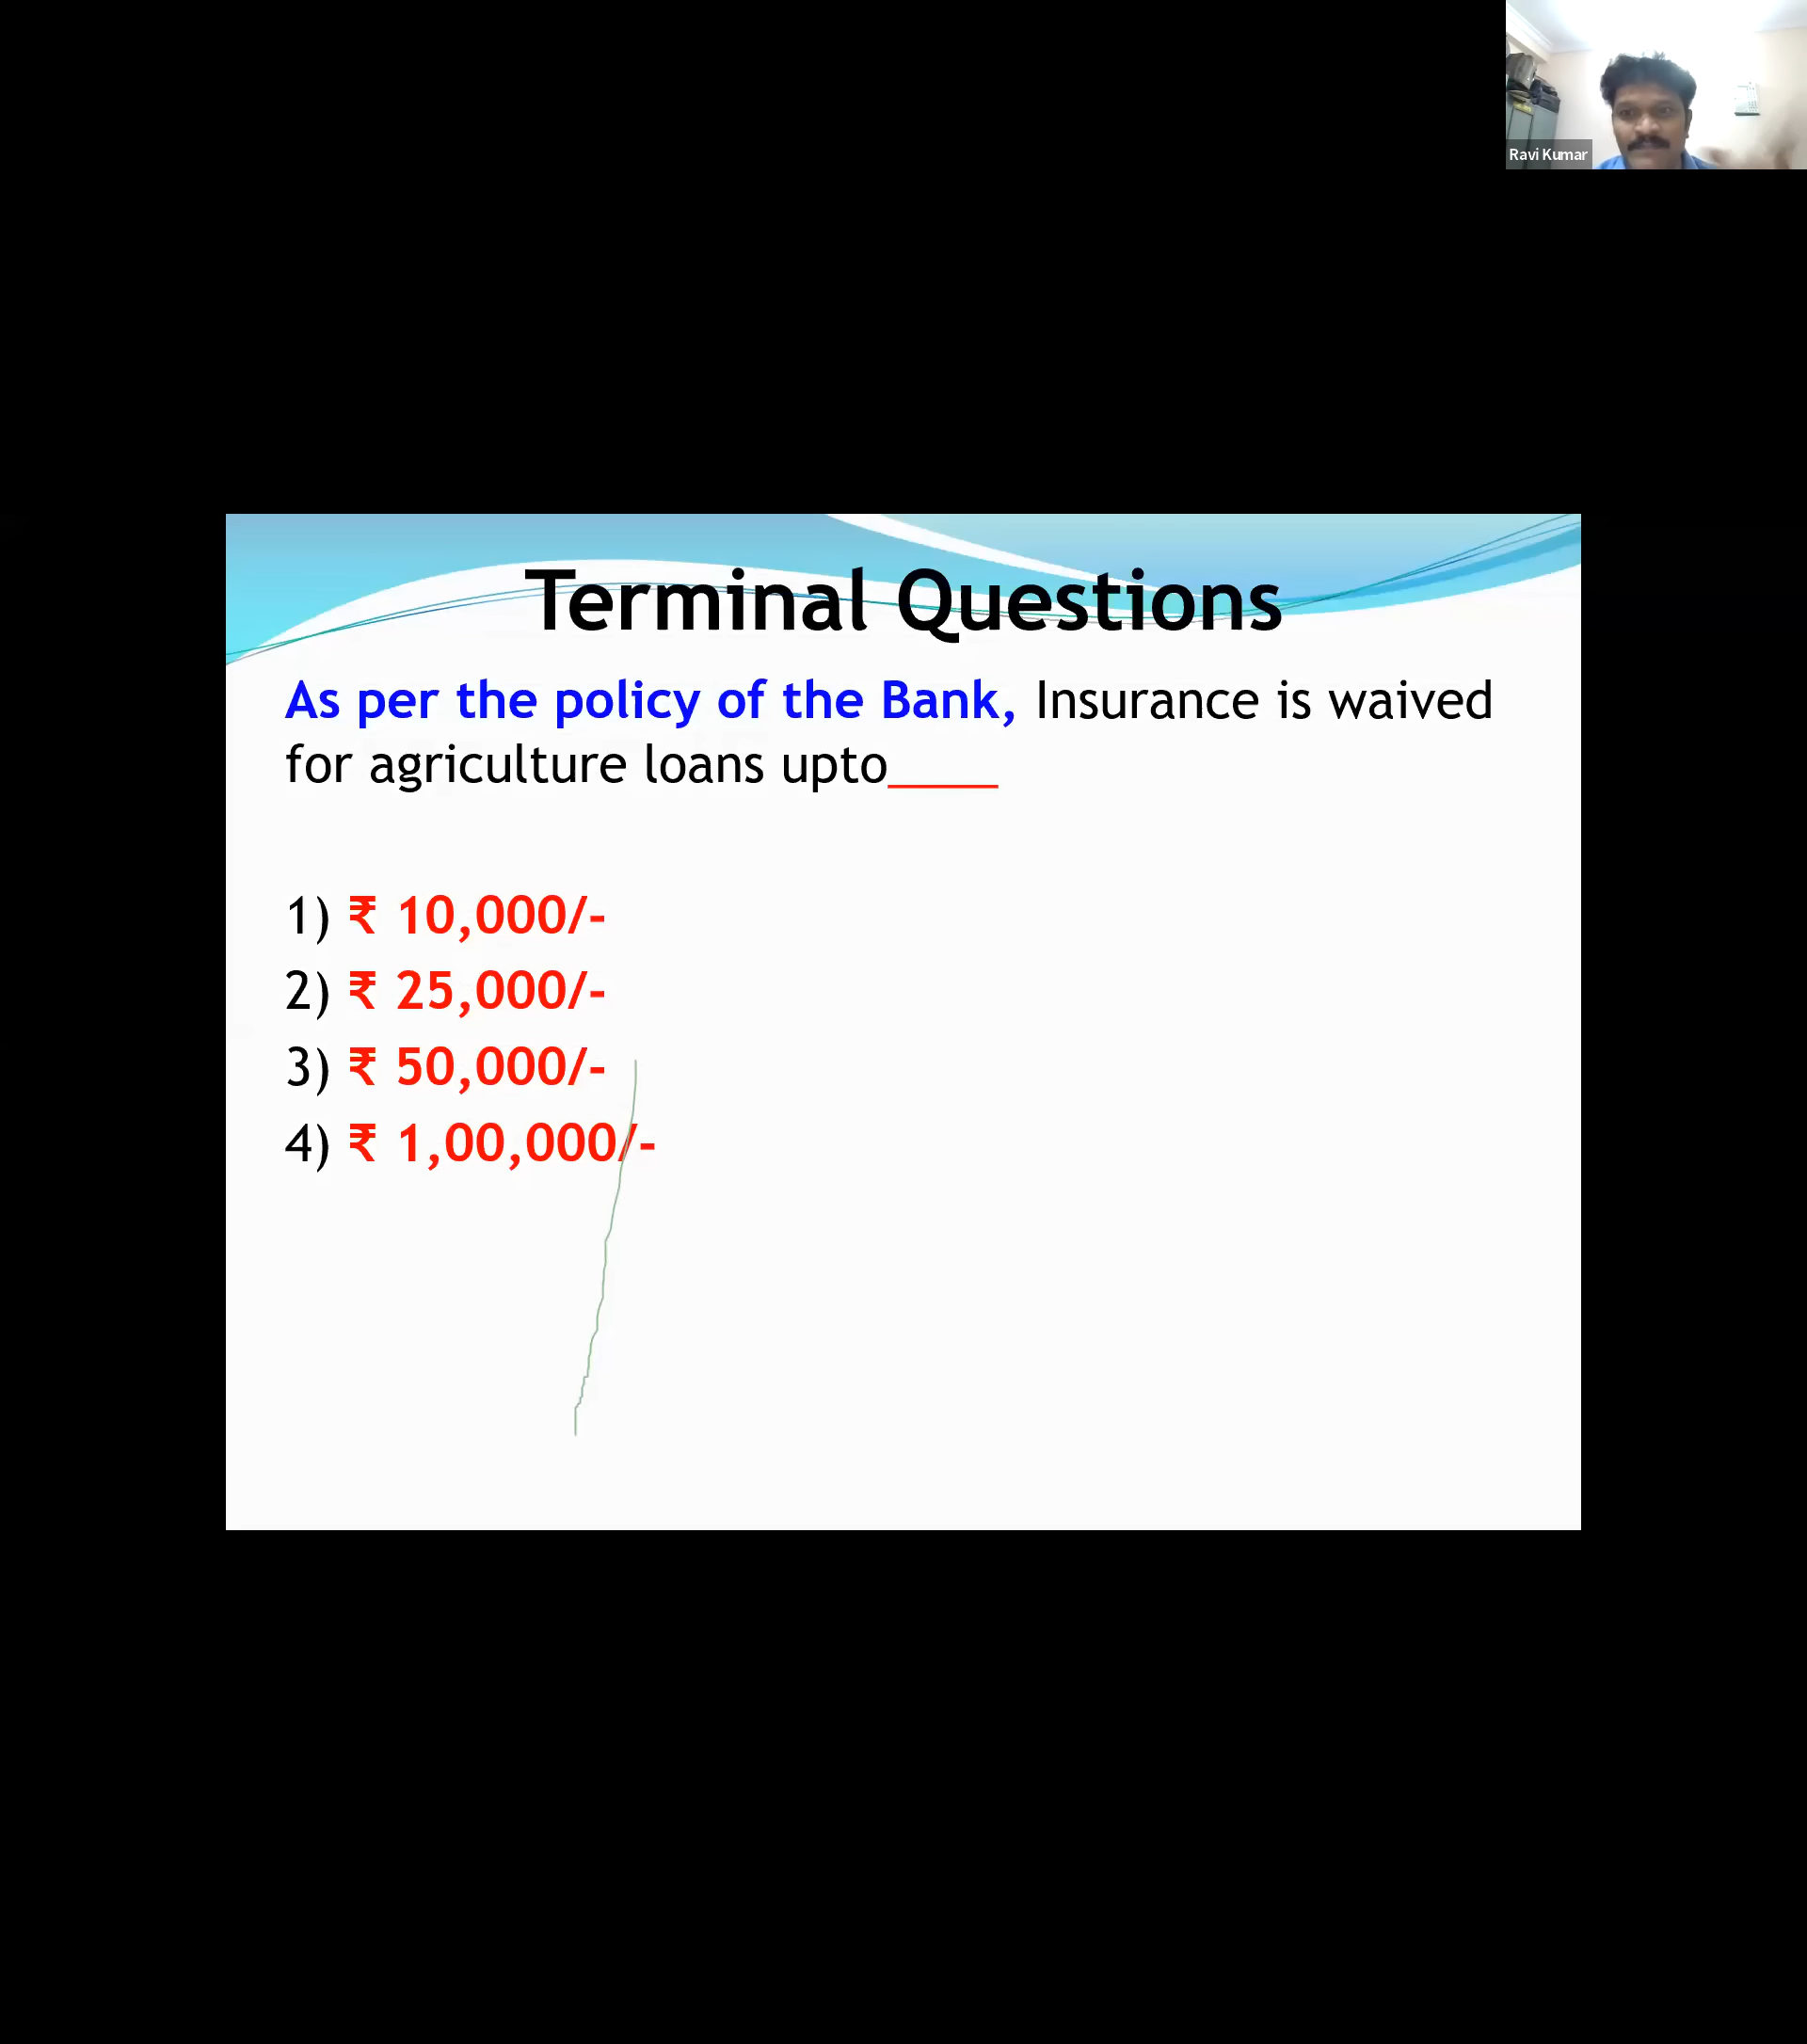 Ravi Kumar
Terminal Questions
As per the policy of the Bank, Insurance is waived
for agriculture loans upto____
1) ₹ 10,000/-
2) ₹ 25,000/-
3) ₹ 50,000/-
4) ₹ 1,00,000/-